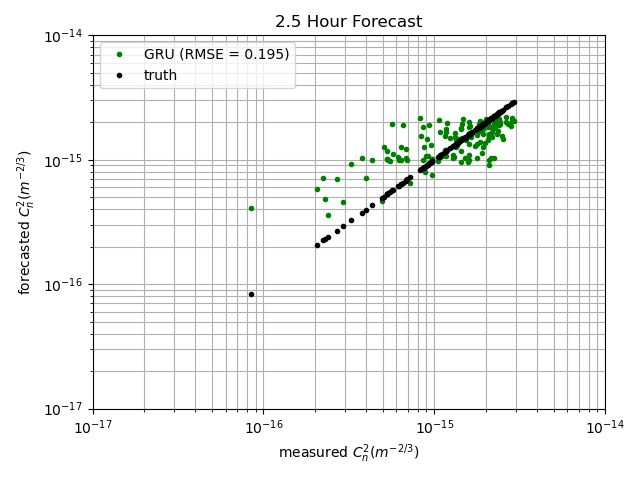 2.5 Hour Forecast
GRU (RMSE = 0.195)
truth
forecasted $C_n^2(m^{-2/3})$
10⁻¹⁴
10⁻¹⁵
10⁻¹⁶
10⁻¹⁷
10⁻¹⁷ 10⁻¹⁶ 10⁻¹⁵ 10⁻¹⁴
measured $C_n^2(m^{-2/3})$